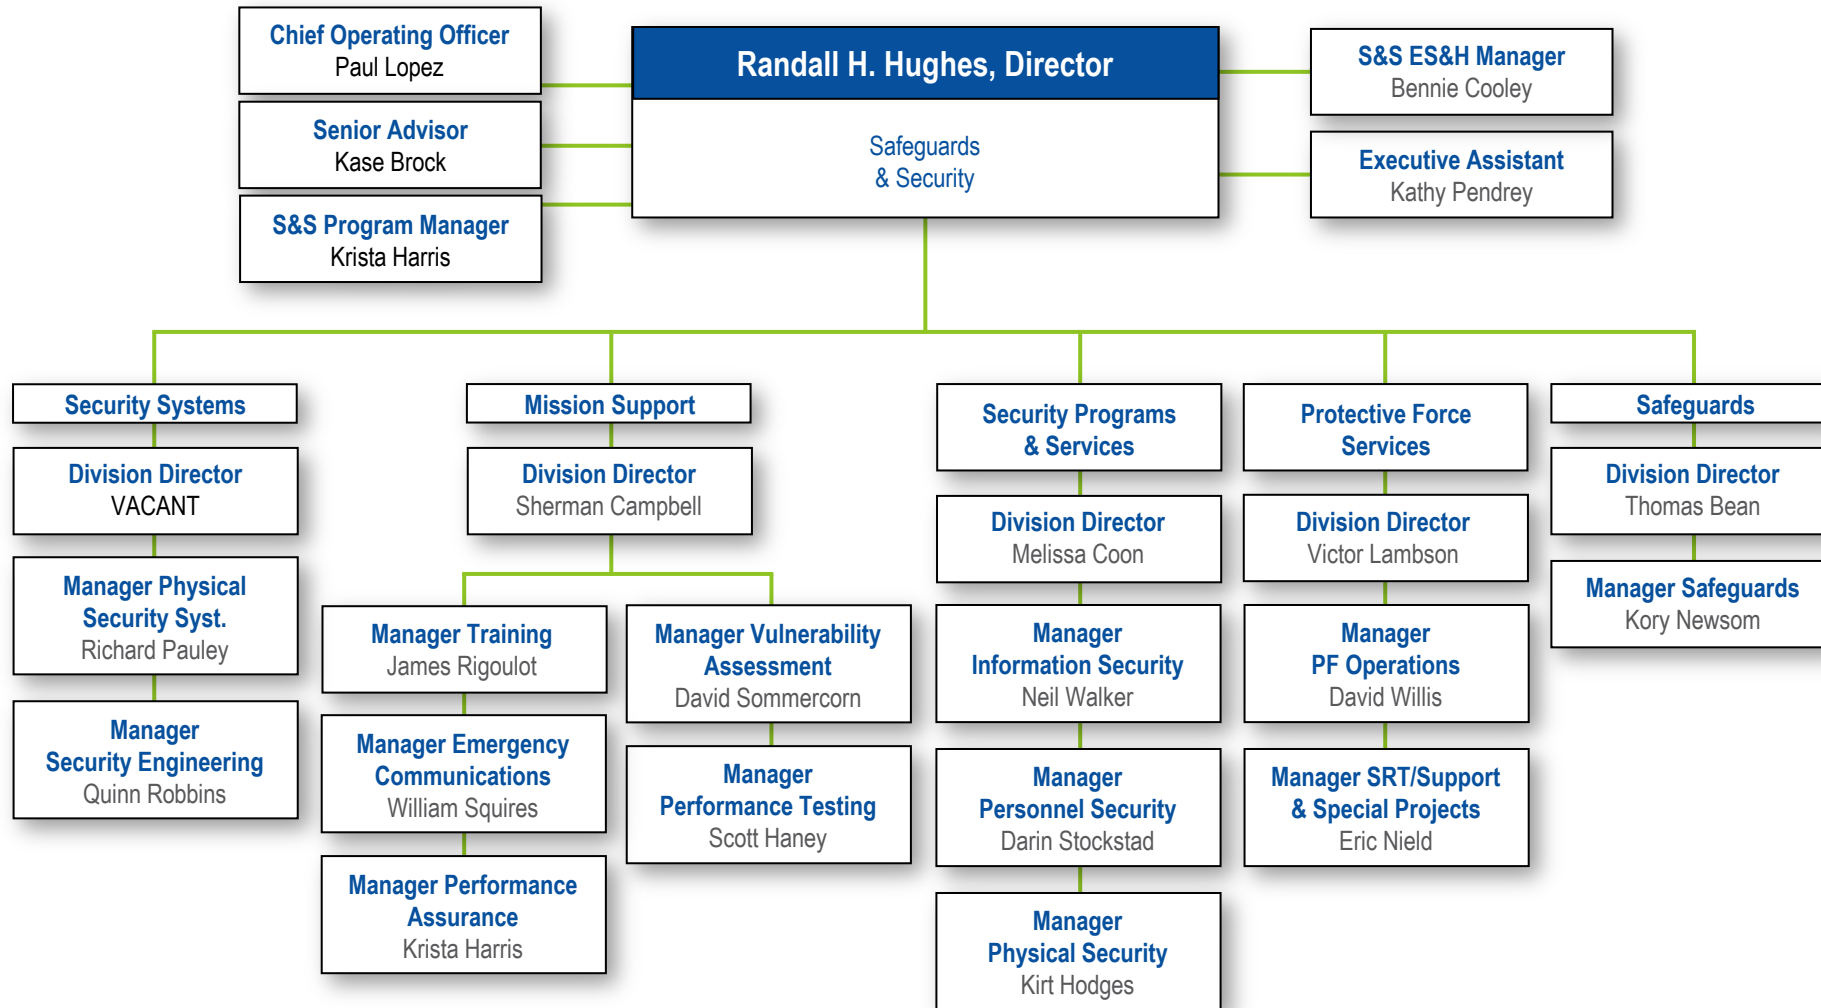 Chief Operating Officer
Paul Lopez
Senior Advisor
Kase Brock
S&S Program Manager
Krista Harris
Randall H. Hughes, Director
Safeguards
& Security
S&S ES&H Manager
Bennie Cooley
Executive Assistant
Kathy Pendrey
Security Systems
Division Director
VACANT
Manager Physical
Security Syst.
Richard Pauley
Manager
Security Engineering
Quinn Robbins
Mission Support
Division Director
Sherman Campbell
Manager Training
James Rigoulot
Manager Emergency
Communications
William Squires
Manager Performance
Assurance
Krista Harris
Manager Vulnerability
Assessment
David Sommercorn
Manager
Performance Testing
Scott Haney
Security Programs
& Services
Division Director
Melissa Coon
Manager
Information Security
Neil Walker
Manager
Personnel Security
Darin Stockstad
Manager
Physical Security
Kirt Hodges
Protective Force
Services
Division Director
Victor Lambson
Manager
PF Operations
David Willis
Manager SRT/Support
& Special Projects
Eric Nield
Safeguards
Division Director
Thomas Bean
Manager Safeguards
Kory Newsom